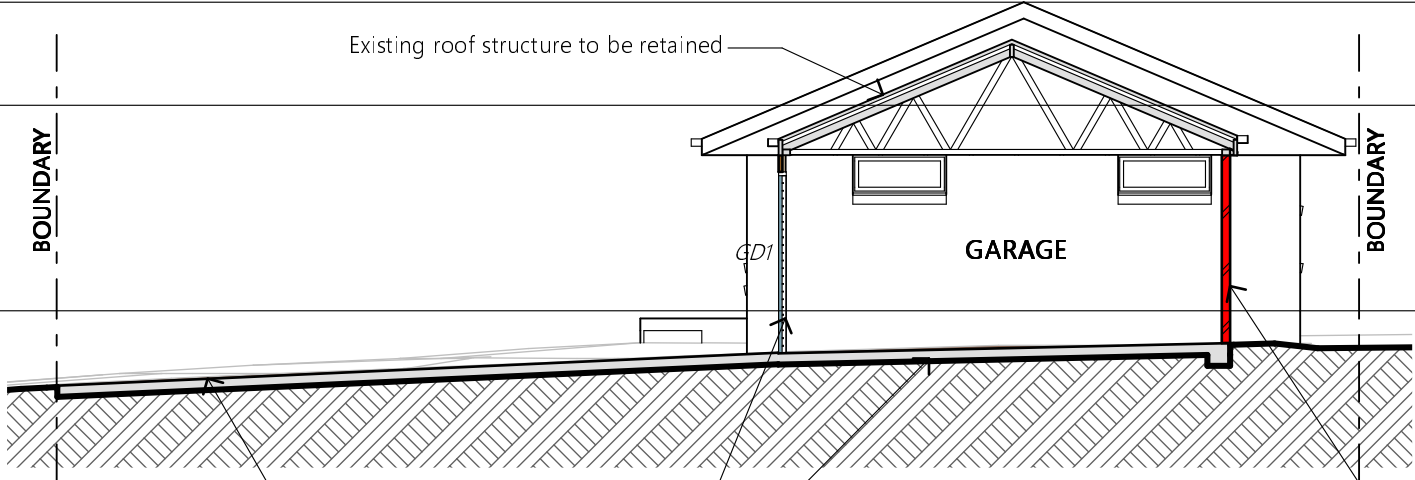 Existing roof structure to be retained
BOUNDARY
BOUNDARY
GD1
GARAGE